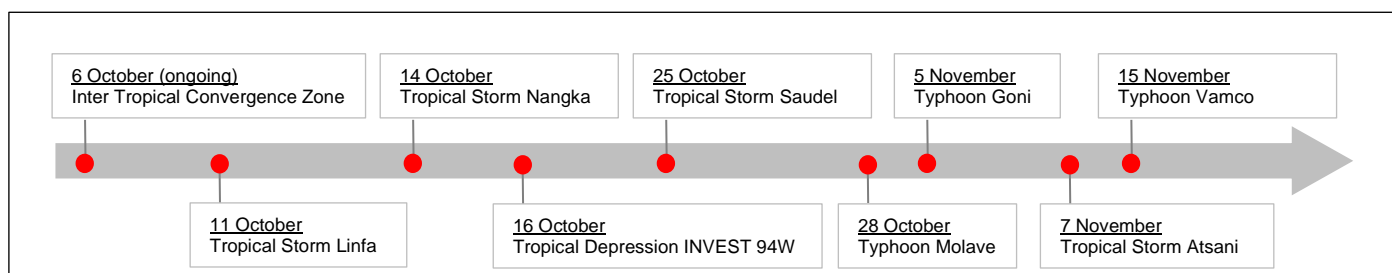 6 October (ongoing)
Inter Tropical Convergence Zone
14 October
Tropical Storm Nangka
25 October
Tropical Storm Saudel
5 November
Typhoon Goni
15 November
Typhoon Vamco
11 October
Tropical Storm Linfa
16 October
Tropical Depression INVEST 94W
28 October
Typhoon Molave
7 November
Tropical Storm Atsani